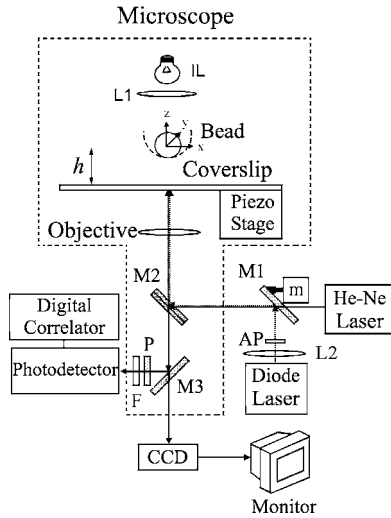 Microscope
IL
L1
z
y
x
Bead
h
Coverslip
Piezo
Stage
Objective
M2
M1
m
He-Ne
Laser
Digital
Correlator
Photodetector
P
F
M3
AP
L2
Diode
Laser
CCD
Monitor